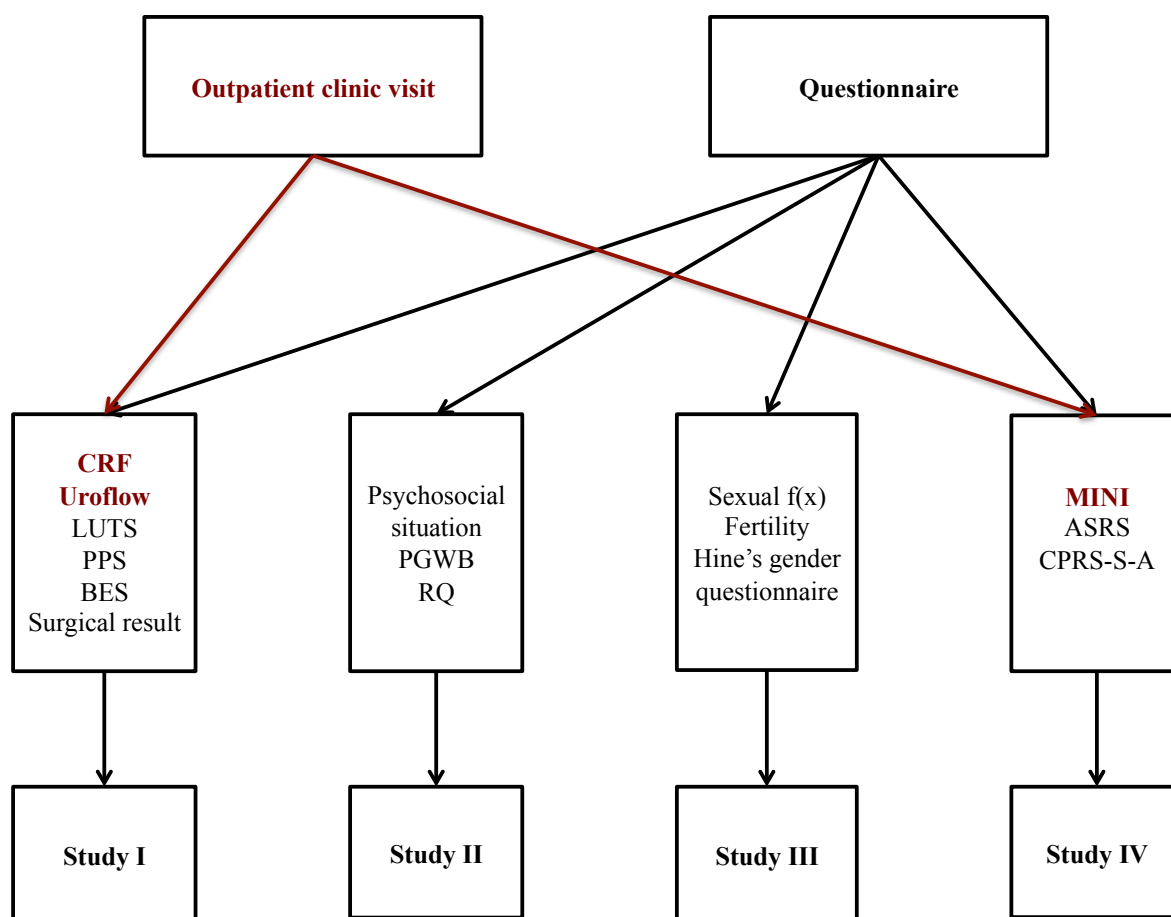 Outpatient clinic visit
Questionnaire
CRF
Uroflow
LUTS
PPS
BES
Surgical result
Psychosocial
situation
PGWB
RQ
Sexual f(x)
Fertility
Hine’s gender
questionnaire
MINI
ASRS
CPRS-S-A
Study I
Study II
Study III
Study IV